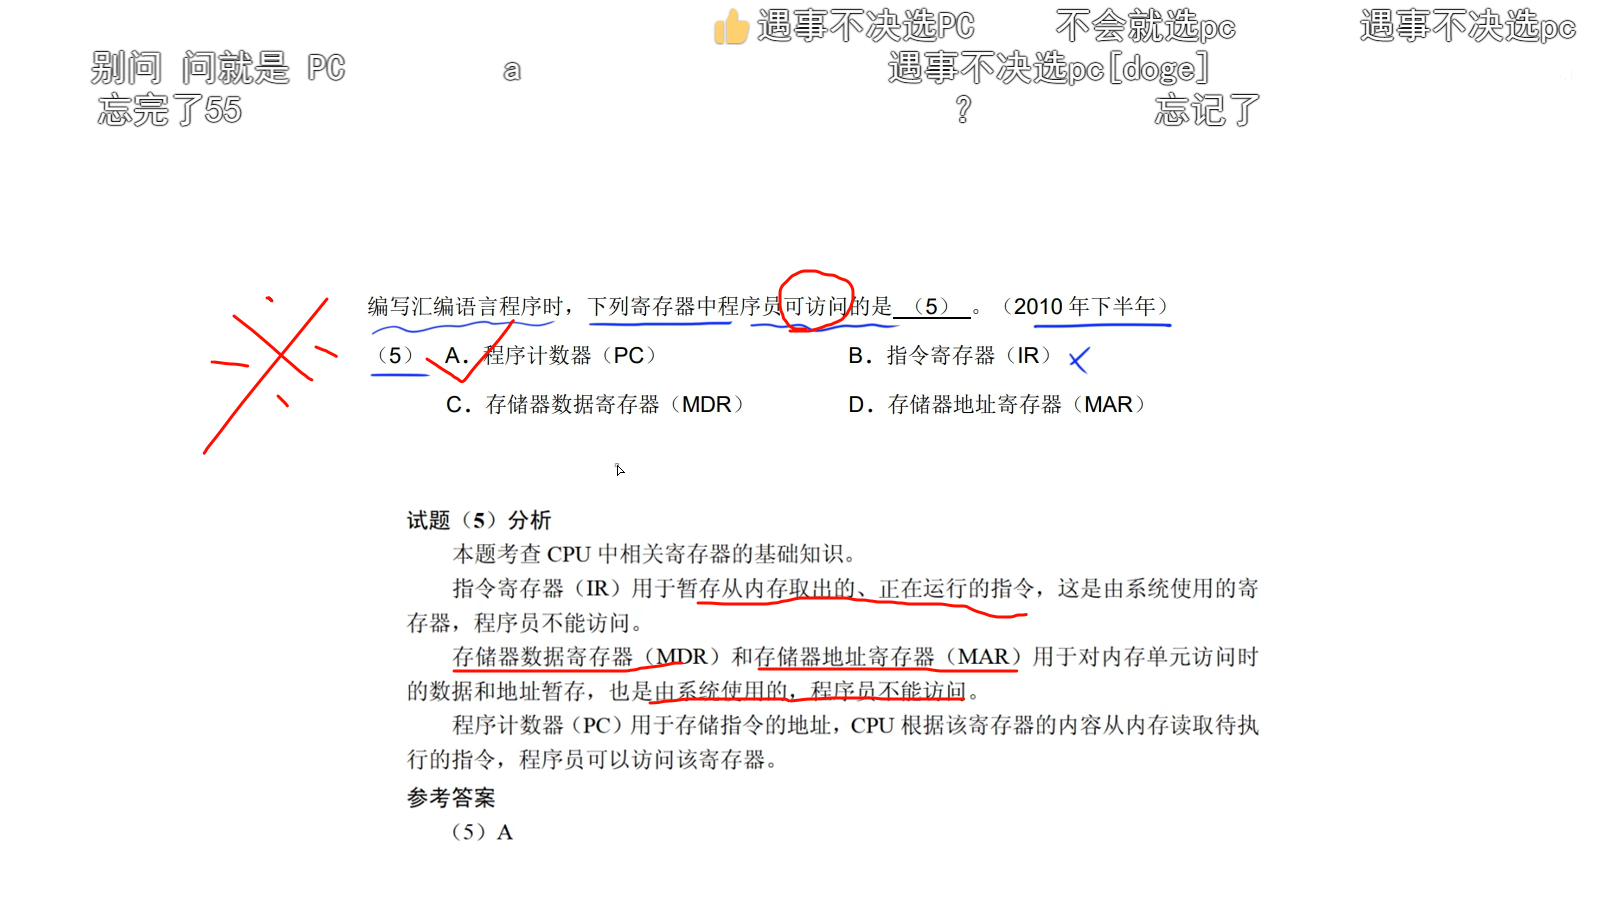 遇事不决选PC 不会就选pc 遇事不决选pc
别问 问就是 PC a 遇事不决选pc[doge]
忘完了55 ? 忘记了
编写汇编语言程序时，下列寄存器中程序员可访问的是 （5） 。（2010 年下半年）
（5） A．程序计数器（PC） B．指令寄存器（IR）
C．存储器数据寄存器（MDR） D．存储器地址寄存器（MAR）
试题（5）分析
本题考查 CPU 中相关寄存器的基础知识。
指令寄存器（IR）用于暂存从内存取出的、正在运行的指令，这是由系统使用的寄
存器，程序员不能访问。
存储器数据寄存器（MDR）和存储器地址寄存器（MAR）用于对内存单元访问时
的数据和地址暂存，也是由系统使用的，程序员不能访问。
程序计数器（PC）用于存储指令的地址，CPU 根据该寄存器的内容从内存读取待执
行的指令，程序员可以访问该寄存器。
参考答案
（5）A